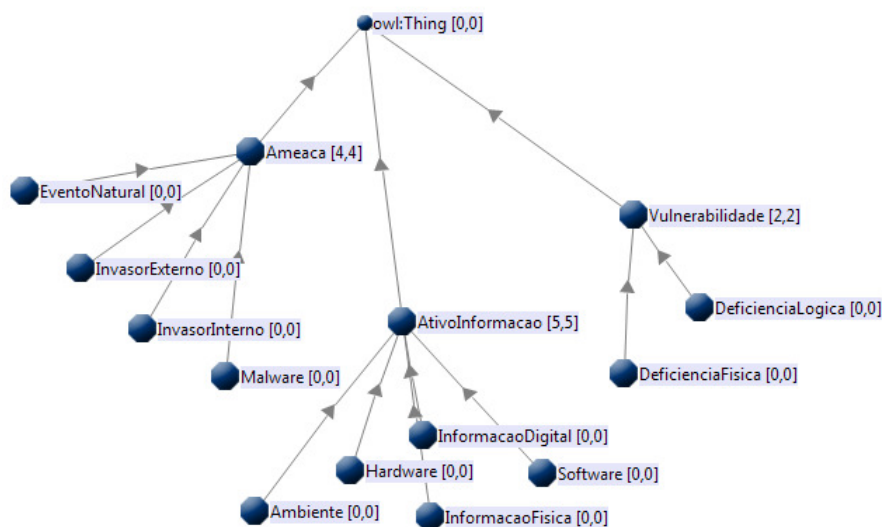 owl:Thing [0,0]
Ameaca [4,4]
EventoNatural [0,0]
Vulnerabilidade [2,2]
InvasorExterno [0,0]
DeficienciaLogica [0,0]
InvasorInterno [0,0]
AtivoInformacao [5,5]
Malware [0,0]
DeficienciaFisica [0,0]
InformacaoDigital [0,0]
Hardware [0,0]
Software [0,0]
Ambiente [0,0]
InformacaoFisica [0,0]